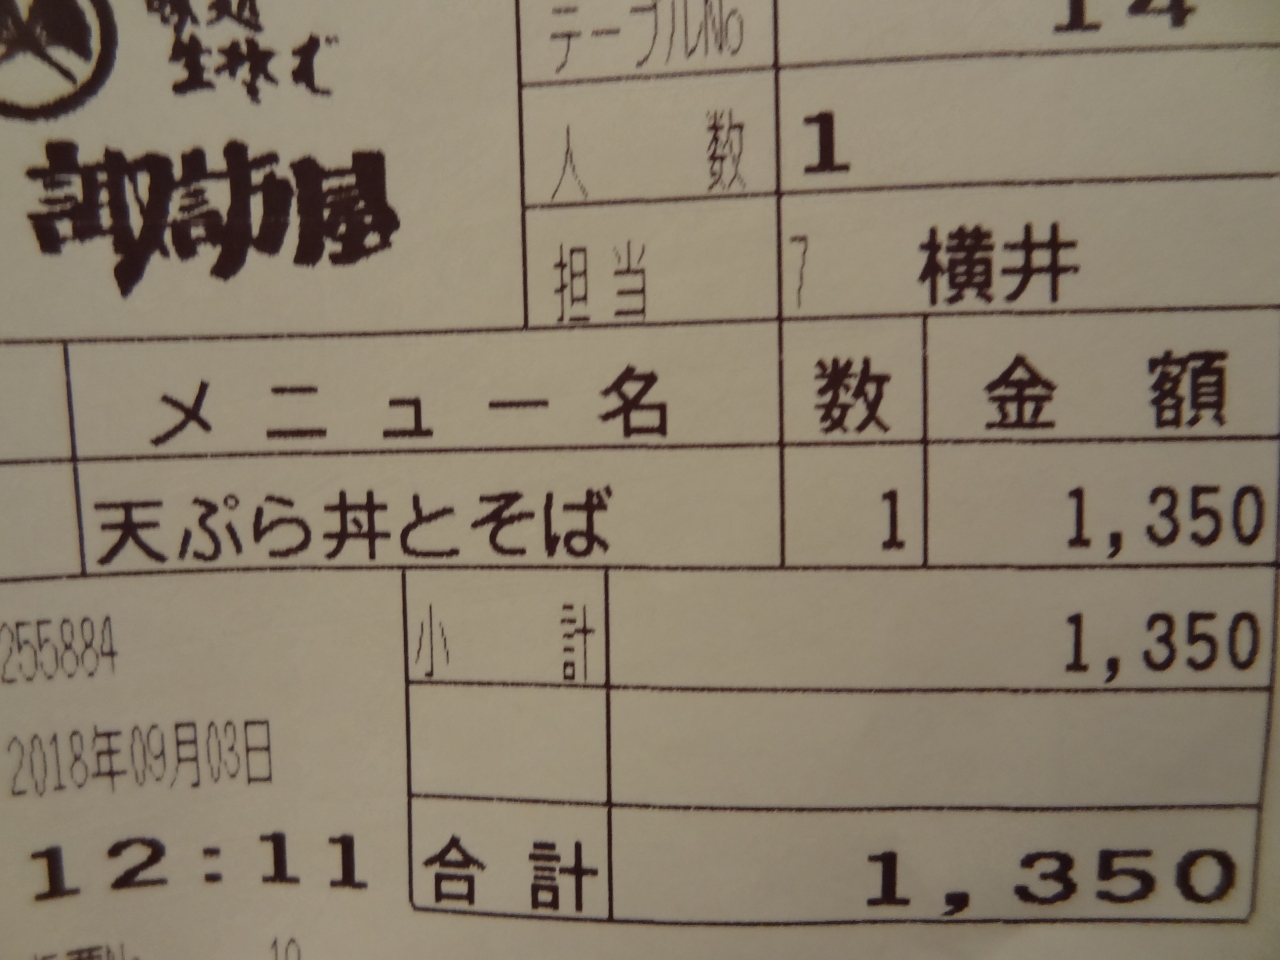 テーブルNo 14
諏訪屋
人数 1
担当 7 横井
メニュー名 数 金額
天ぷら丼とそば 1 1,350
255884
小計 1,350
2018年09月03日
12:11
合計 1,350
10